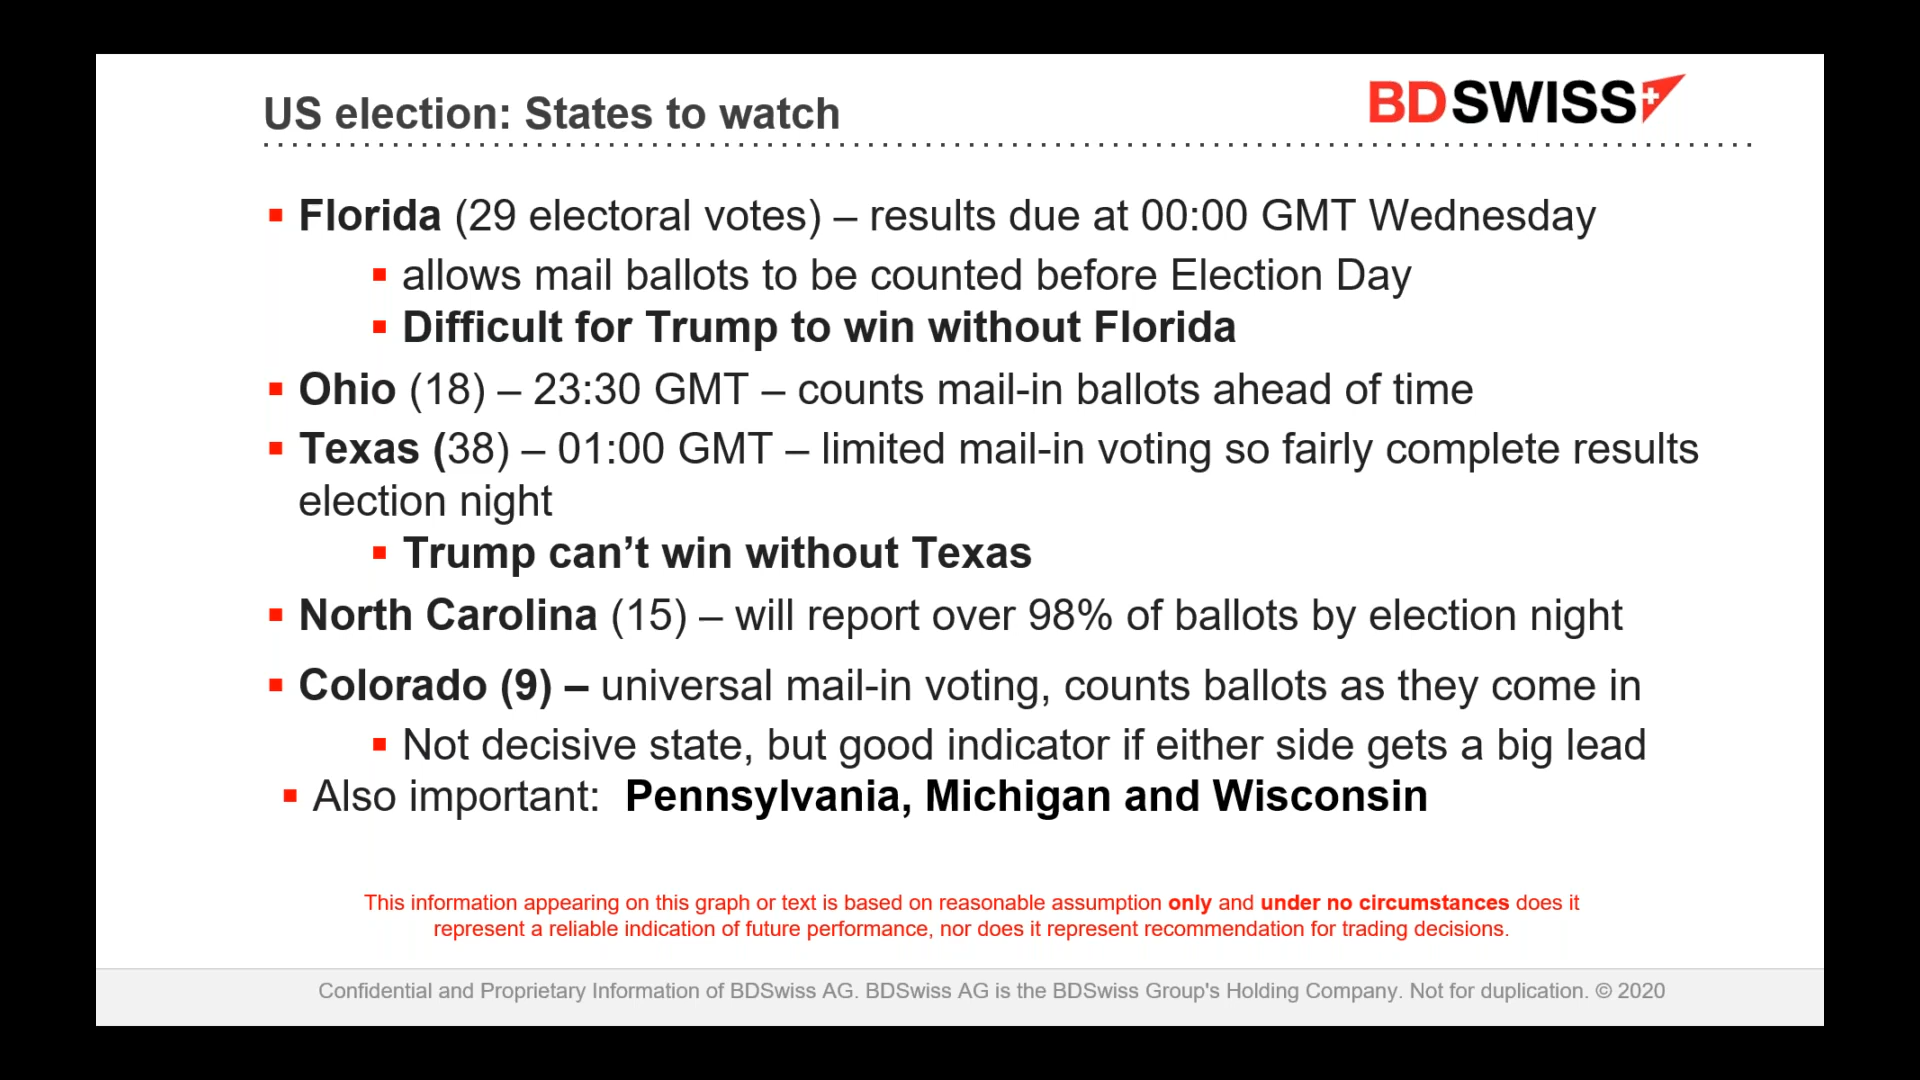 US election: States to watch
BDSWISS
▪ Florida (29 electoral votes) – results due at 00:00 GMT Wednesday
▪ allows mail ballots to be counted before Election Day
▪ Difficult for Trump to win without Florida
▪ Ohio (18) – 23:30 GMT – counts mail-in ballots ahead of time
▪ Texas (38) – 01:00 GMT – limited mail-in voting so fairly complete results
election night
▪ Trump can’t win without Texas
▪ North Carolina (15) – will report over 98% of ballots by election night
▪ Colorado (9) – universal mail-in voting, counts ballots as they come in
▪ Not decisive state, but good indicator if either side gets a big lead
▪ Also important: Pennsylvania, Michigan and Wisconsin
This information appearing on this graph or text is based on reasonable assumption only and under no circumstances does it
represent a reliable indication of future performance, nor does it represent recommendation for trading decisions.
Confidential and Proprietary Information of BDSwiss AG. BDSwiss AG is the BDSwiss Group's Holding Company. Not for duplication. © 2020